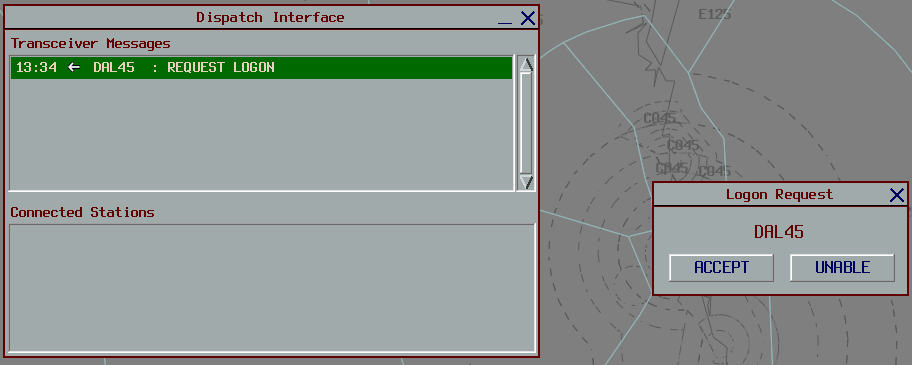 Dispatch Interface
Transceiver Messages
13:34 ← DAL45 : REQUEST LOGON
Connected Stations
E125
C045
C045
C045
C045
Logon Request
DAL45
ACCEPT
UNABLE